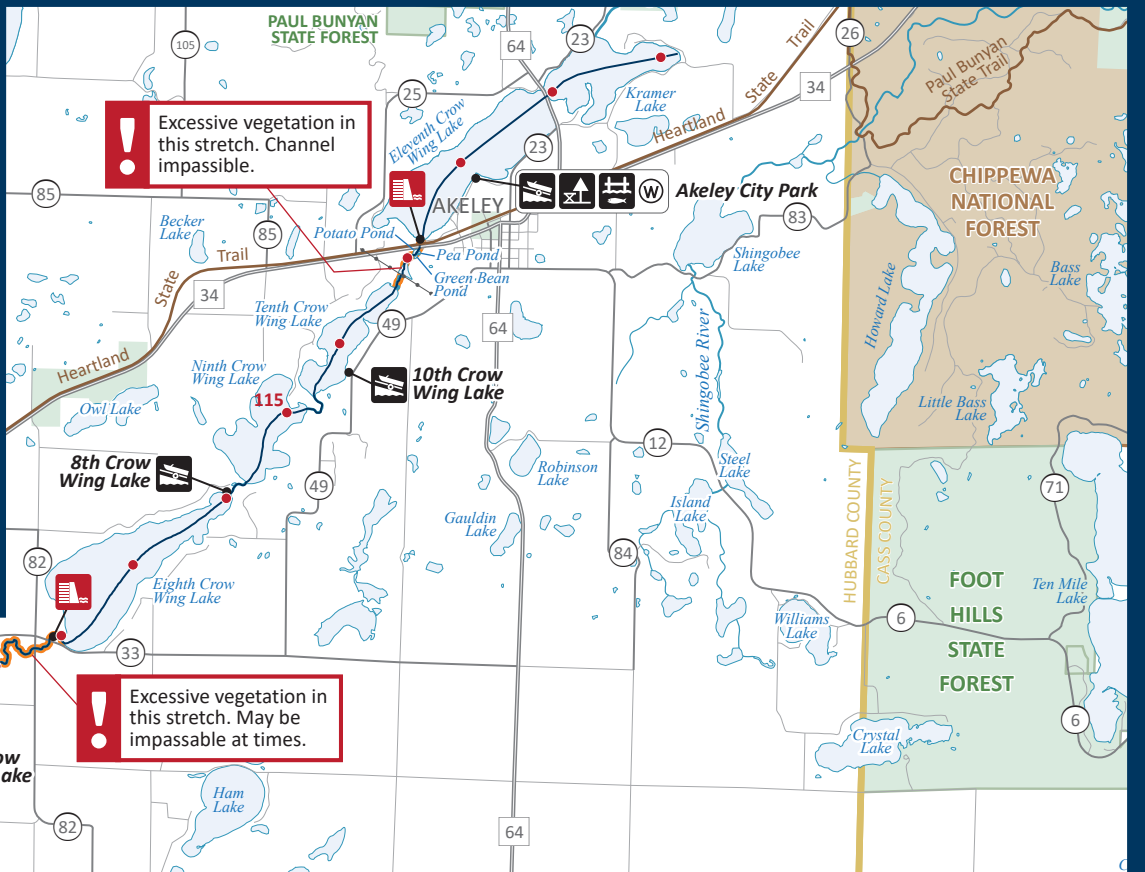 PAUL BUNYAN
STATE FOREST
105
64
23
Trail
26
25
34
State
Kramer
Lake
Paul Bunyan
State Trail
Heartland
Excessive vegetation in
this stretch. Channel
impassible.
Eleventh Crow
Wing Lake
23
CHIPPEWA
NATIONAL
FOREST
W
Akeley City Park
AKELEY
85
83
Becker
Lake
85
Potato Pond
Pea Pond
Green Bean
Pond
Shingobee
Lake
Trail
State
34
Bass
Lake
Howard Lake
Tenth Crow
Wing Lake
49
64
Shingobee River
Heartland
Ninth Crow
Wing Lake
10th Crow
Wing Lake
115
Owl Lake
Little Bass
Lake
8th Crow
Wing Lake
12
49
Robinson
Lake
Steel
Lake
71
Island
Lake
Gauldin
Lake
HUBBARD COUNTY
CASS COUNTY
82
84
Eighth Crow
Wing Lake
FOOT
HILLS
STATE
FOREST
Ten Mile
Lake
Williams
Lake
6
33
Excessive vegetation in
this stretch. May be
impassable at times.
6
Crystal
Lake
ow
ake
Ham
Lake
82
64
C